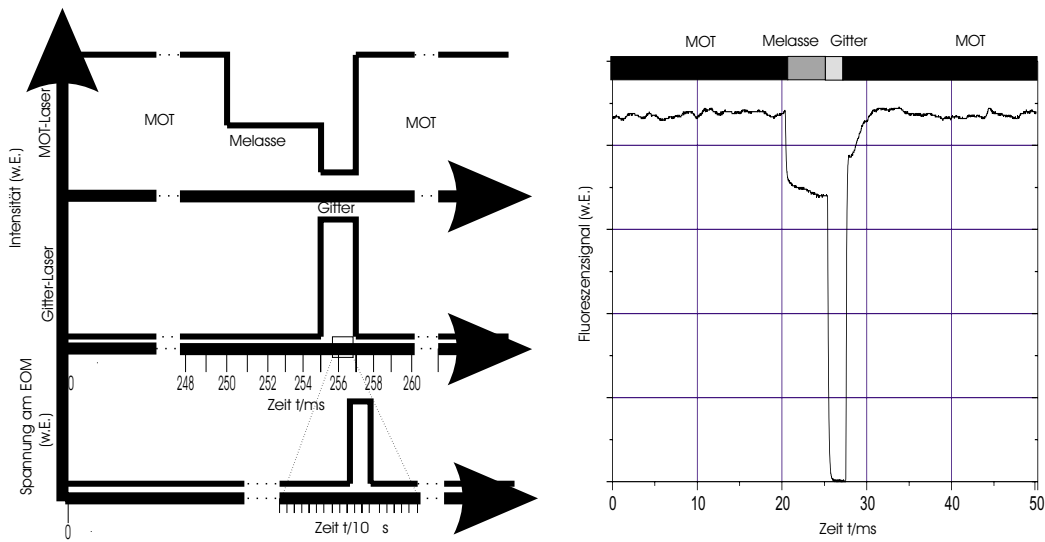 Intensität (w.E.)
MOT-Laser
MOT
Melasse
MOT
Gitter-Laser
Gitter
0
248 250 252 254 256 258 260
Zeit t/ms
Spannung am EOM
(w.E.)
0
Zeit t/10 s
MOT Melasse Gitter MOT
Fluoreszenzsignal (w.E.)
0 10 20 30 40 50
Zeit t/ms